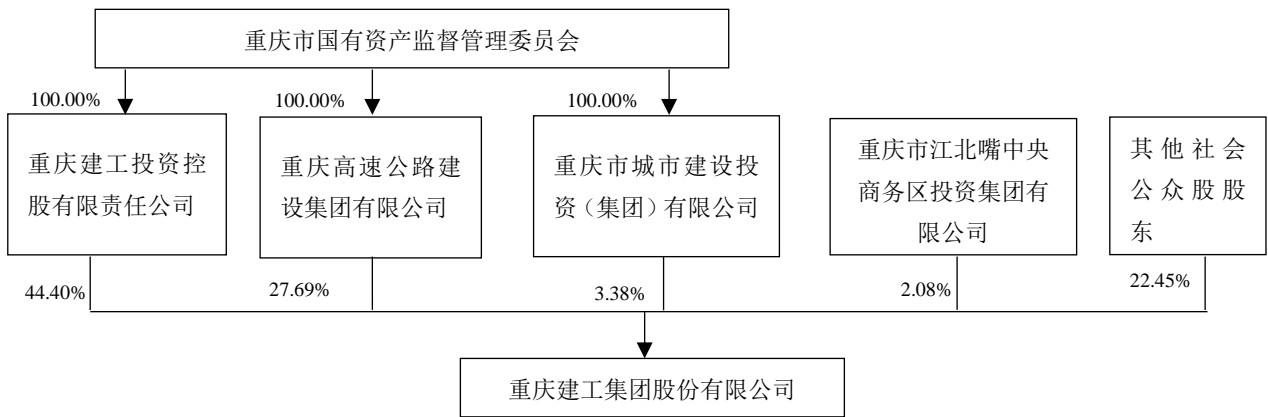 重庆市国有资产监督管理委员会
100.00%
100.00%
100.00%
重庆建工投资控
股有限责任公司
重庆高速公路建
设集团有限公司
重庆市城市建设投
资（集团）有限公司
重庆市江北嘴中央
商务区投资集团有
限公司
其他社会
公众股股
东
44.40%
27.69%
3.38%
2.08%
22.45%
重庆建工集团股份有限公司